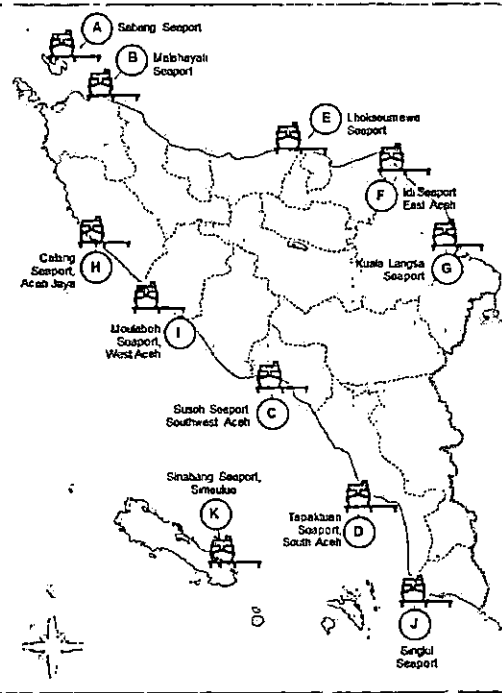 A
Sabang Seaport
B
Malahayati
Seaport
E
Lhokseumawe
Seaport
F
Idi Seaport
East Aceh
Kuala Langsa
Seaport
G
H
Calang
Seaport,
Aceh Jaya
I
Meulaboh
Seaport,
West Aceh
C
Susoh Seaport
Southwest Aceh
Sinabang Seaport,
Simeulue
K
D
Tapaktuan
Seaport,
South Aceh
J
Singkil
Seaport